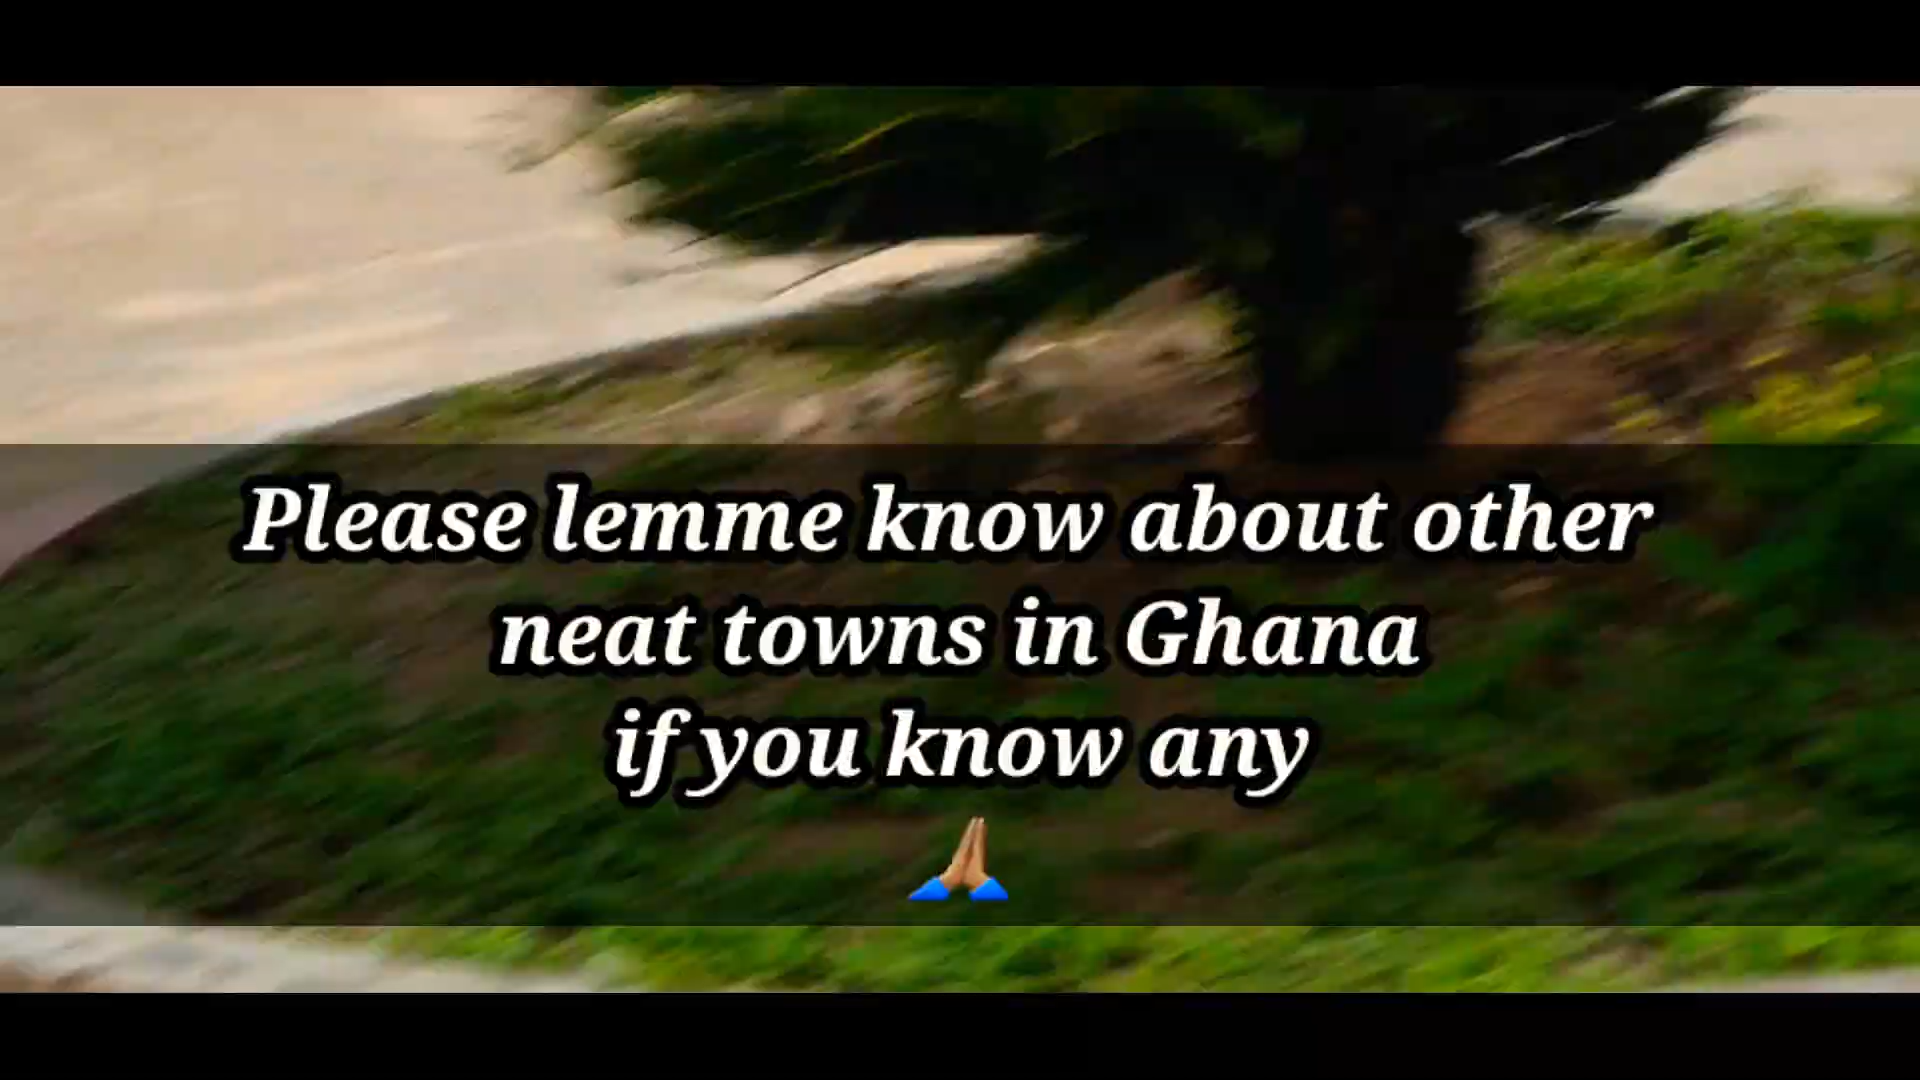 Please lemme know about other
neat towns in Ghana
if you know any
🙏🏽